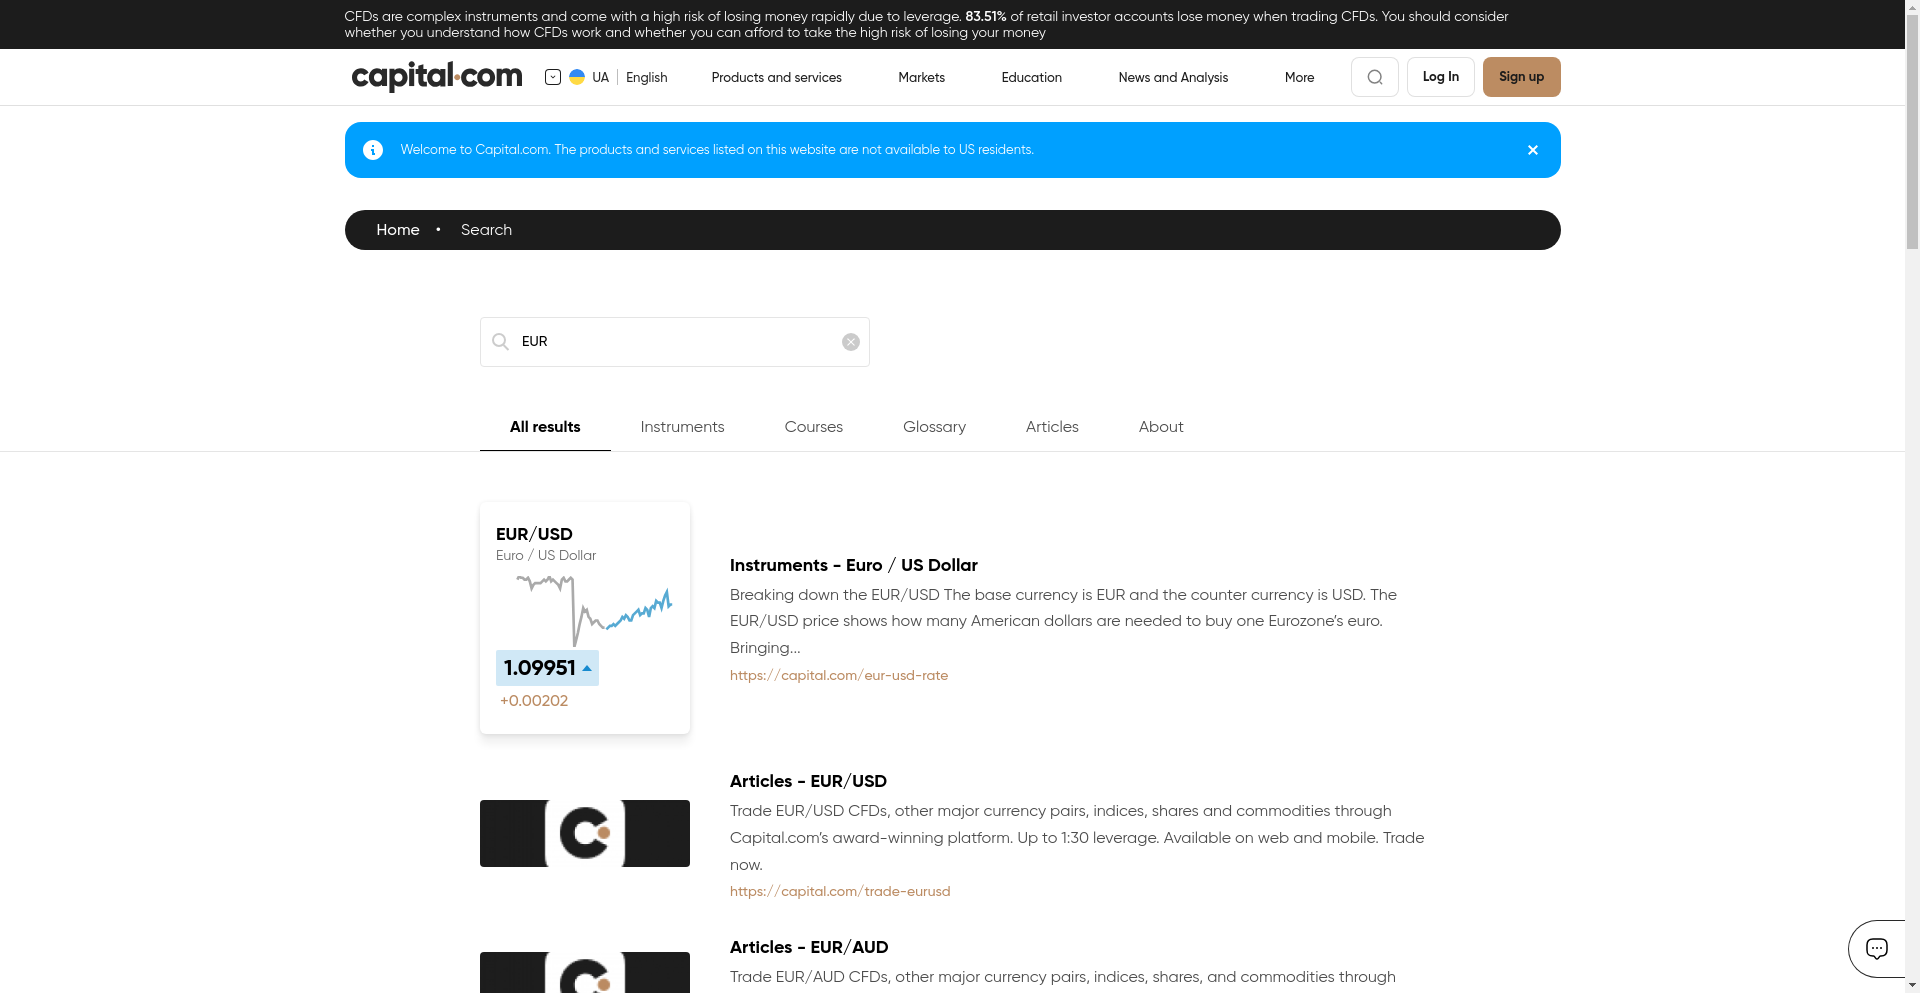 CFDs are complex instruments and come with a high risk of losing money rapidly due to leverage. 83.51% of retail investor accounts lose money when trading CFDs. You should consider
whether you understand how CFDs work and whether you can afford to take the high risk of losing your money
capital.com
UA
English
Products and services
Markets
Education
News and Analysis
More
Log In
Sign up
Welcome to Capital.com. The products and services listed on this website are not available to US residents.
Home • Search
EUR
All results
Instruments
Courses
Glossary
Articles
About
EUR/USD
Euro / US Dollar
1.09951
+0.00202
Instruments - Euro / US Dollar
Breaking down the EUR/USD The base currency is EUR and the counter currency is USD. The
EUR/USD price shows how many American dollars are needed to buy one Eurozone’s euro.
Bringing...
https://capital.com/eur-usd-rate
Articles - EUR/USD
Trade EUR/USD CFDs, other major currency pairs, indices, shares and commodities through
Capital.com’s award-winning platform. Up to 1:30 leverage. Available on web and mobile. Trade
now.
https://capital.com/trade-eurusd
Articles - EUR/AUD
Trade EUR/AUD CFDs, other major currency pairs, indices, shares, and commodities through